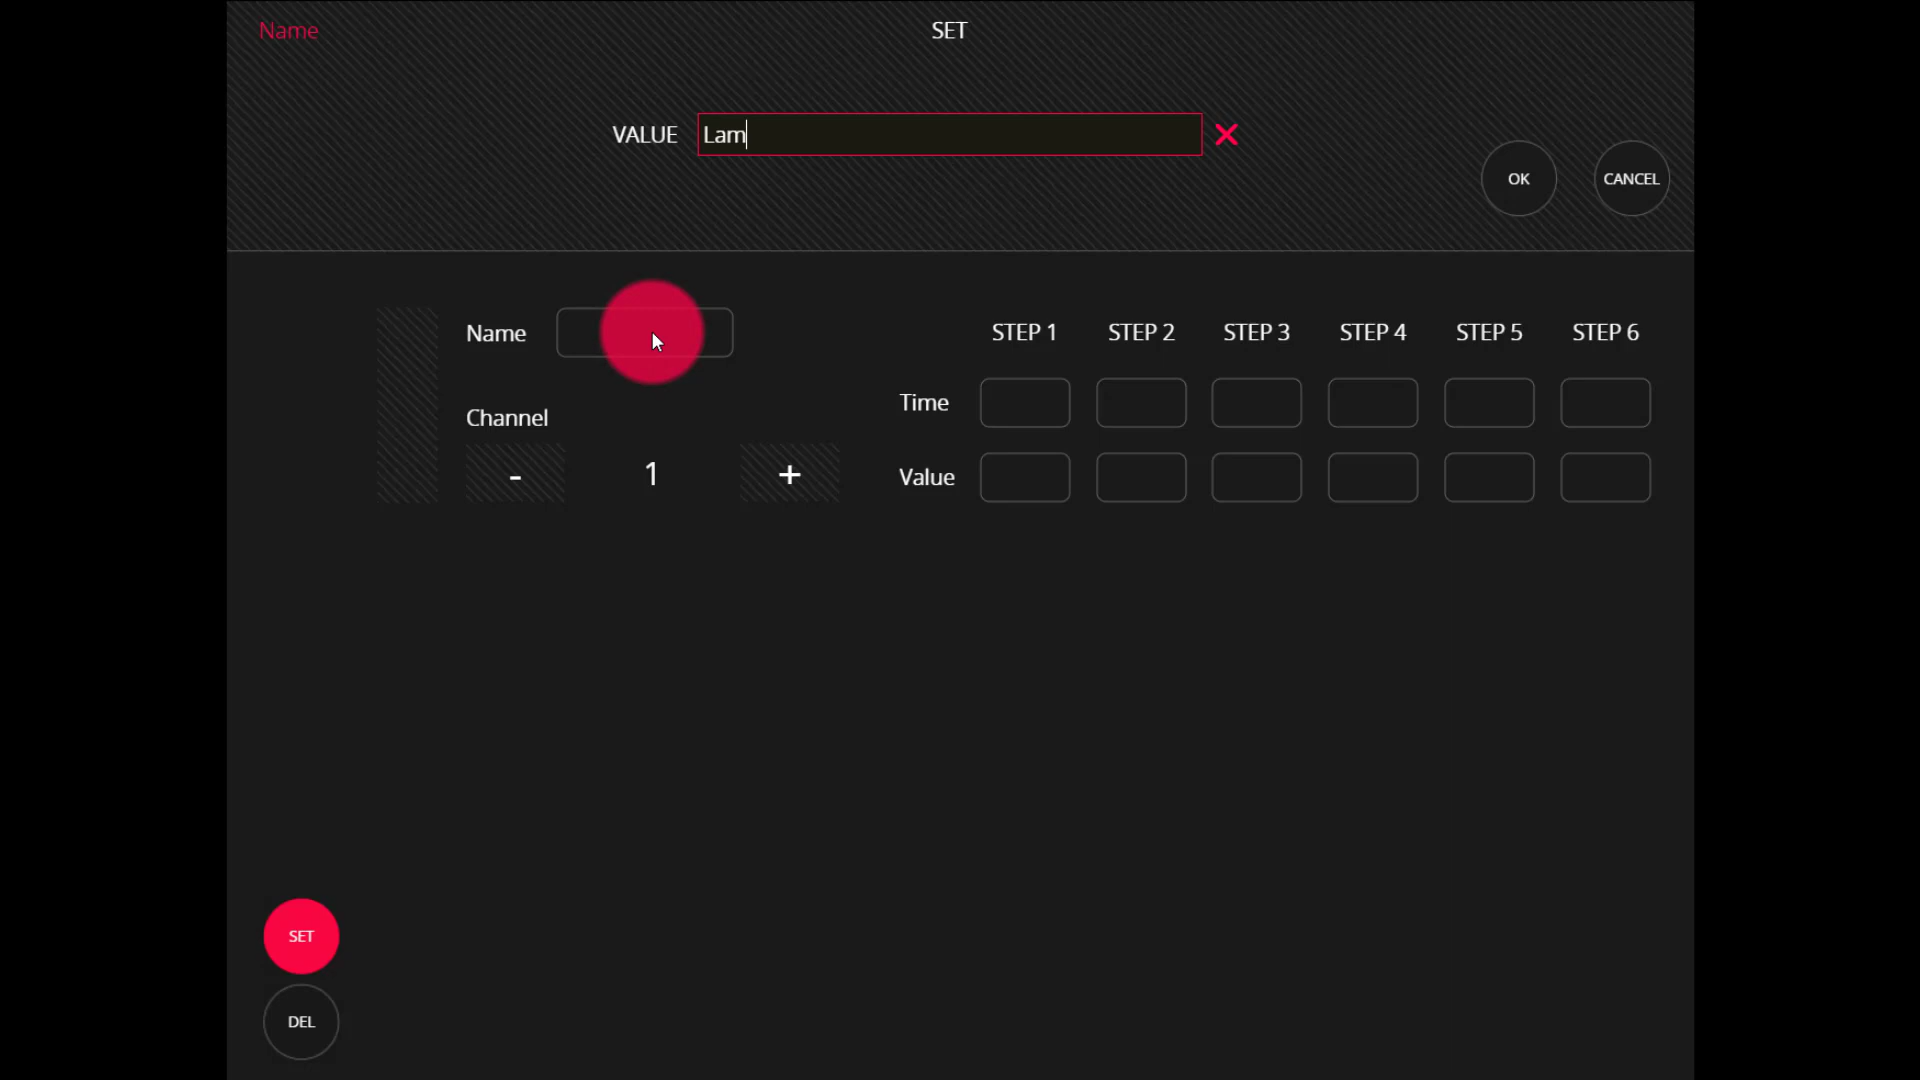 Name
SET
VALUE Lam
OK CANCEL
Name
STEP 1 STEP 2 STEP 3 STEP 4 STEP 5 STEP 6
Time
Channel
- 1 +
Value
SET
DEL